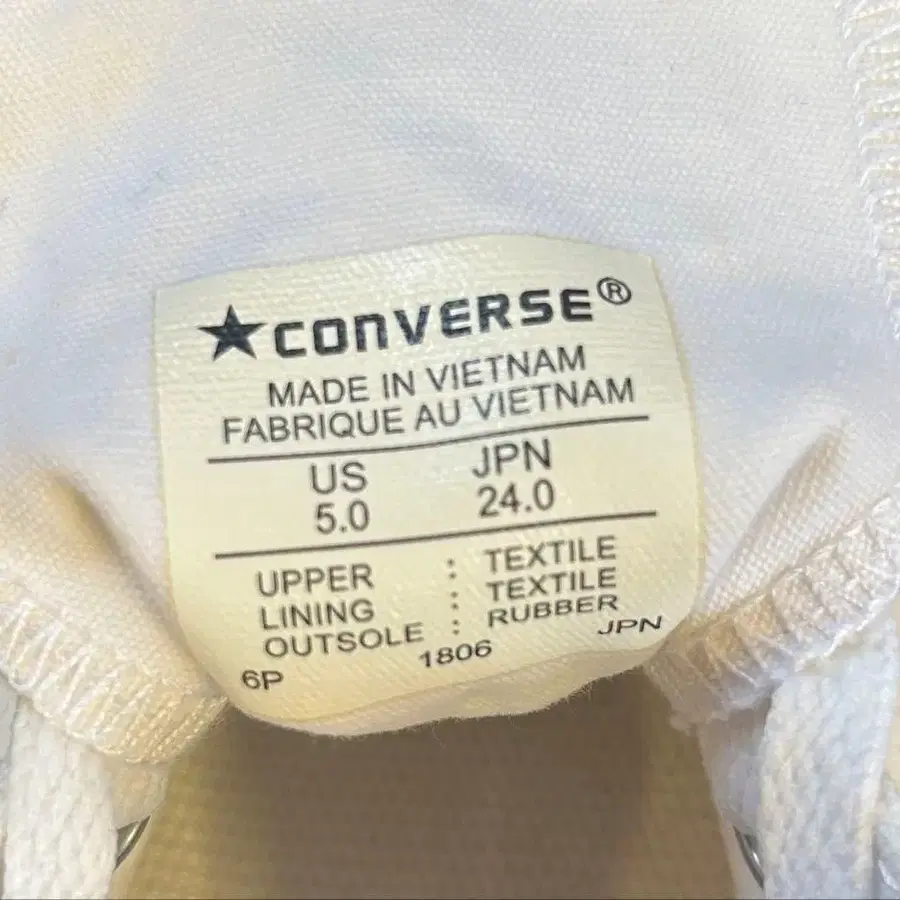 ★CONVERSE®
MADE IN VIETNAM
FABRIQUE AU VIETNAM
US JPN
5.0 24.0
UPPER : TEXTILE
LINING : TEXTILE
OUTSOLE : RUBBER
6P 1806 JPN